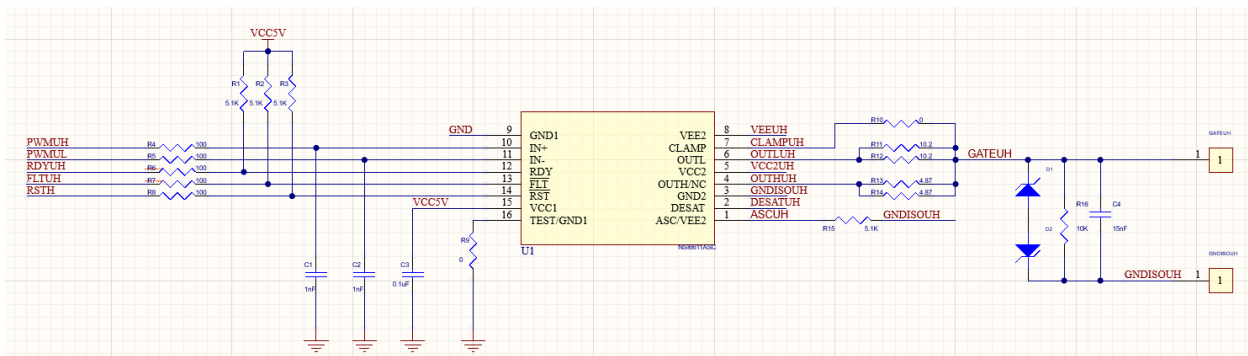 VCC5V
R1
R2
R3
5.1K
5.1K
5.1K
PWMUH
R4
100
PWMUL
R5
100
RDYUH
R6
100
FLTUH
R7
100
RSTH
R8
100
GND
9
10
11
12
13
14
15
16
VCC5V
GND1
IN+
IN-
RDY
FLT
RST
VCC1
TEST/GND1
VEE2
CLAMP
OUTL
VCC2
OUTH/NC
GND2
DESAT
ASC/VEE2
U1
NSI6611ASC
8 VEEUH
7 CLAMPUH
6 OUTLUH
5 VCC2UH
4 OUTHUH
3 GNDISOUH
2 DESATUH
1 ASCUH
R10
0
R11
10.2
R12
10.2
R13
4.87
R14
4.87
R15
5.1K
GNDISOUH
GATEUH
R9
0
C1
1nF
C2
1nF
C3
0.1uF
D1
D2
R16
10K
C4
15nF
GATEUH
1
1
GNDISOUH
GNDISOUH
1
1